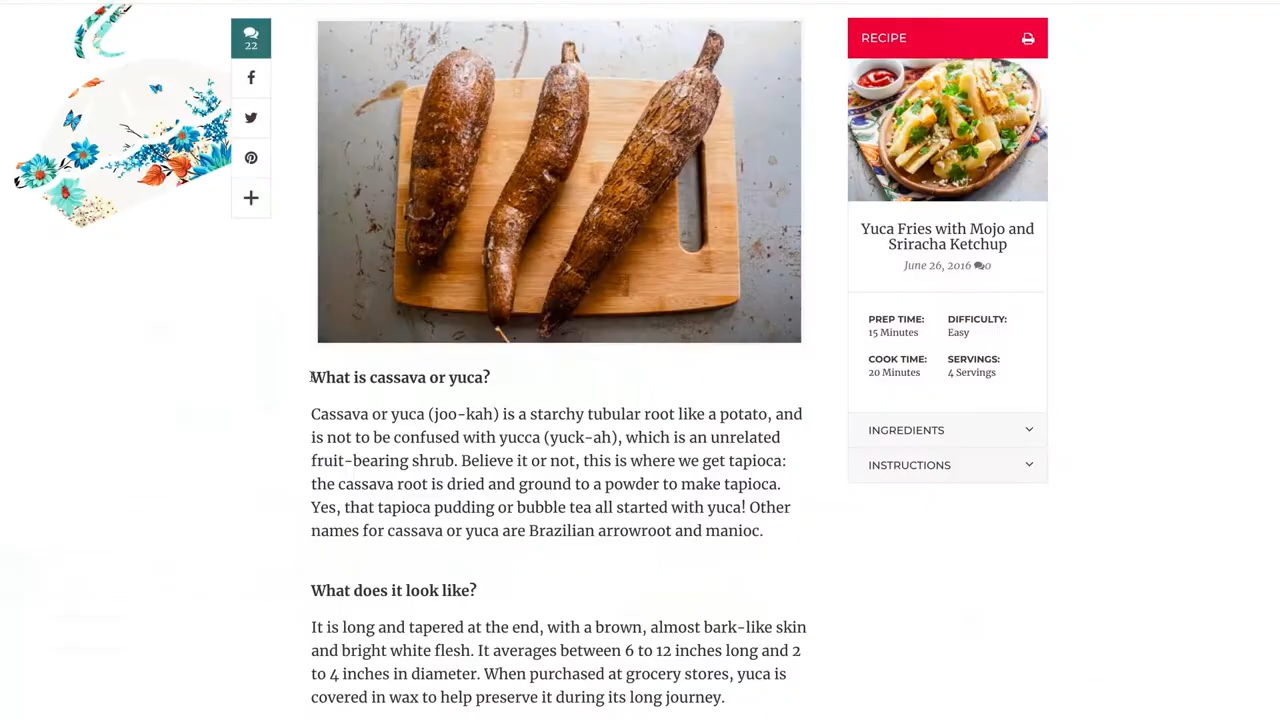 22
What is cassava or yuca?
Cassava or yuca (joo-kah) is a starchy tubular root like a potato, and
is not to be confused with yucca (yuck-ah), which is an unrelated
fruit-bearing shrub. Believe it or not, this is where we get tapioca:
the cassava root is dried and ground to a powder to make tapioca.
Yes, that tapioca pudding or bubble tea all started with yuca! Other
names for cassava or yuca are Brazilian arrowroot and manioc.
What does it look like?
It is long and tapered at the end, with a brown, almost bark-like skin
and bright white flesh. It averages between 6 to 12 inches long and 2
to 4 inches in diameter. When purchased at grocery stores, yuca is
covered in wax to help preserve it during its long journey.
RECIPE
Yuca Fries with Mojo and
Sriracha Ketchup
June 26, 2016 0
PREP TIME: DIFFICULTY:
15 Minutes Easy
COOK TIME: SERVINGS:
20 Minutes 4 Servings
INGREDIENTS
INSTRUCTIONS